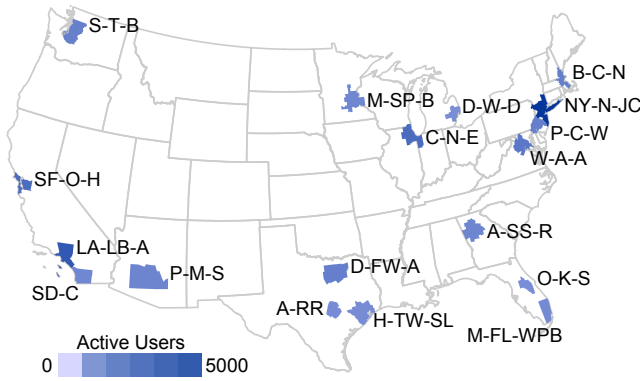 S-T-B
B-C-N
M-SP-B
D-W-D
NY-N-JC
C-N-E
P-C-W
W-A-A
SF-O-H
A-SS-R
LA-LB-A
P-M-S
D-FW-A
O-K-S
SD-C
A-RR
H-TW-SL
M-FL-WPB
Active Users
0 5000